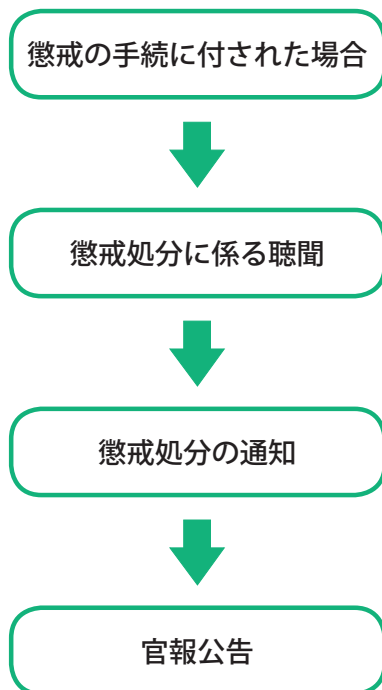 懲戒の手続に付された場合
懲戒処分に係る聴聞
懲戒処分の通知
官報公告